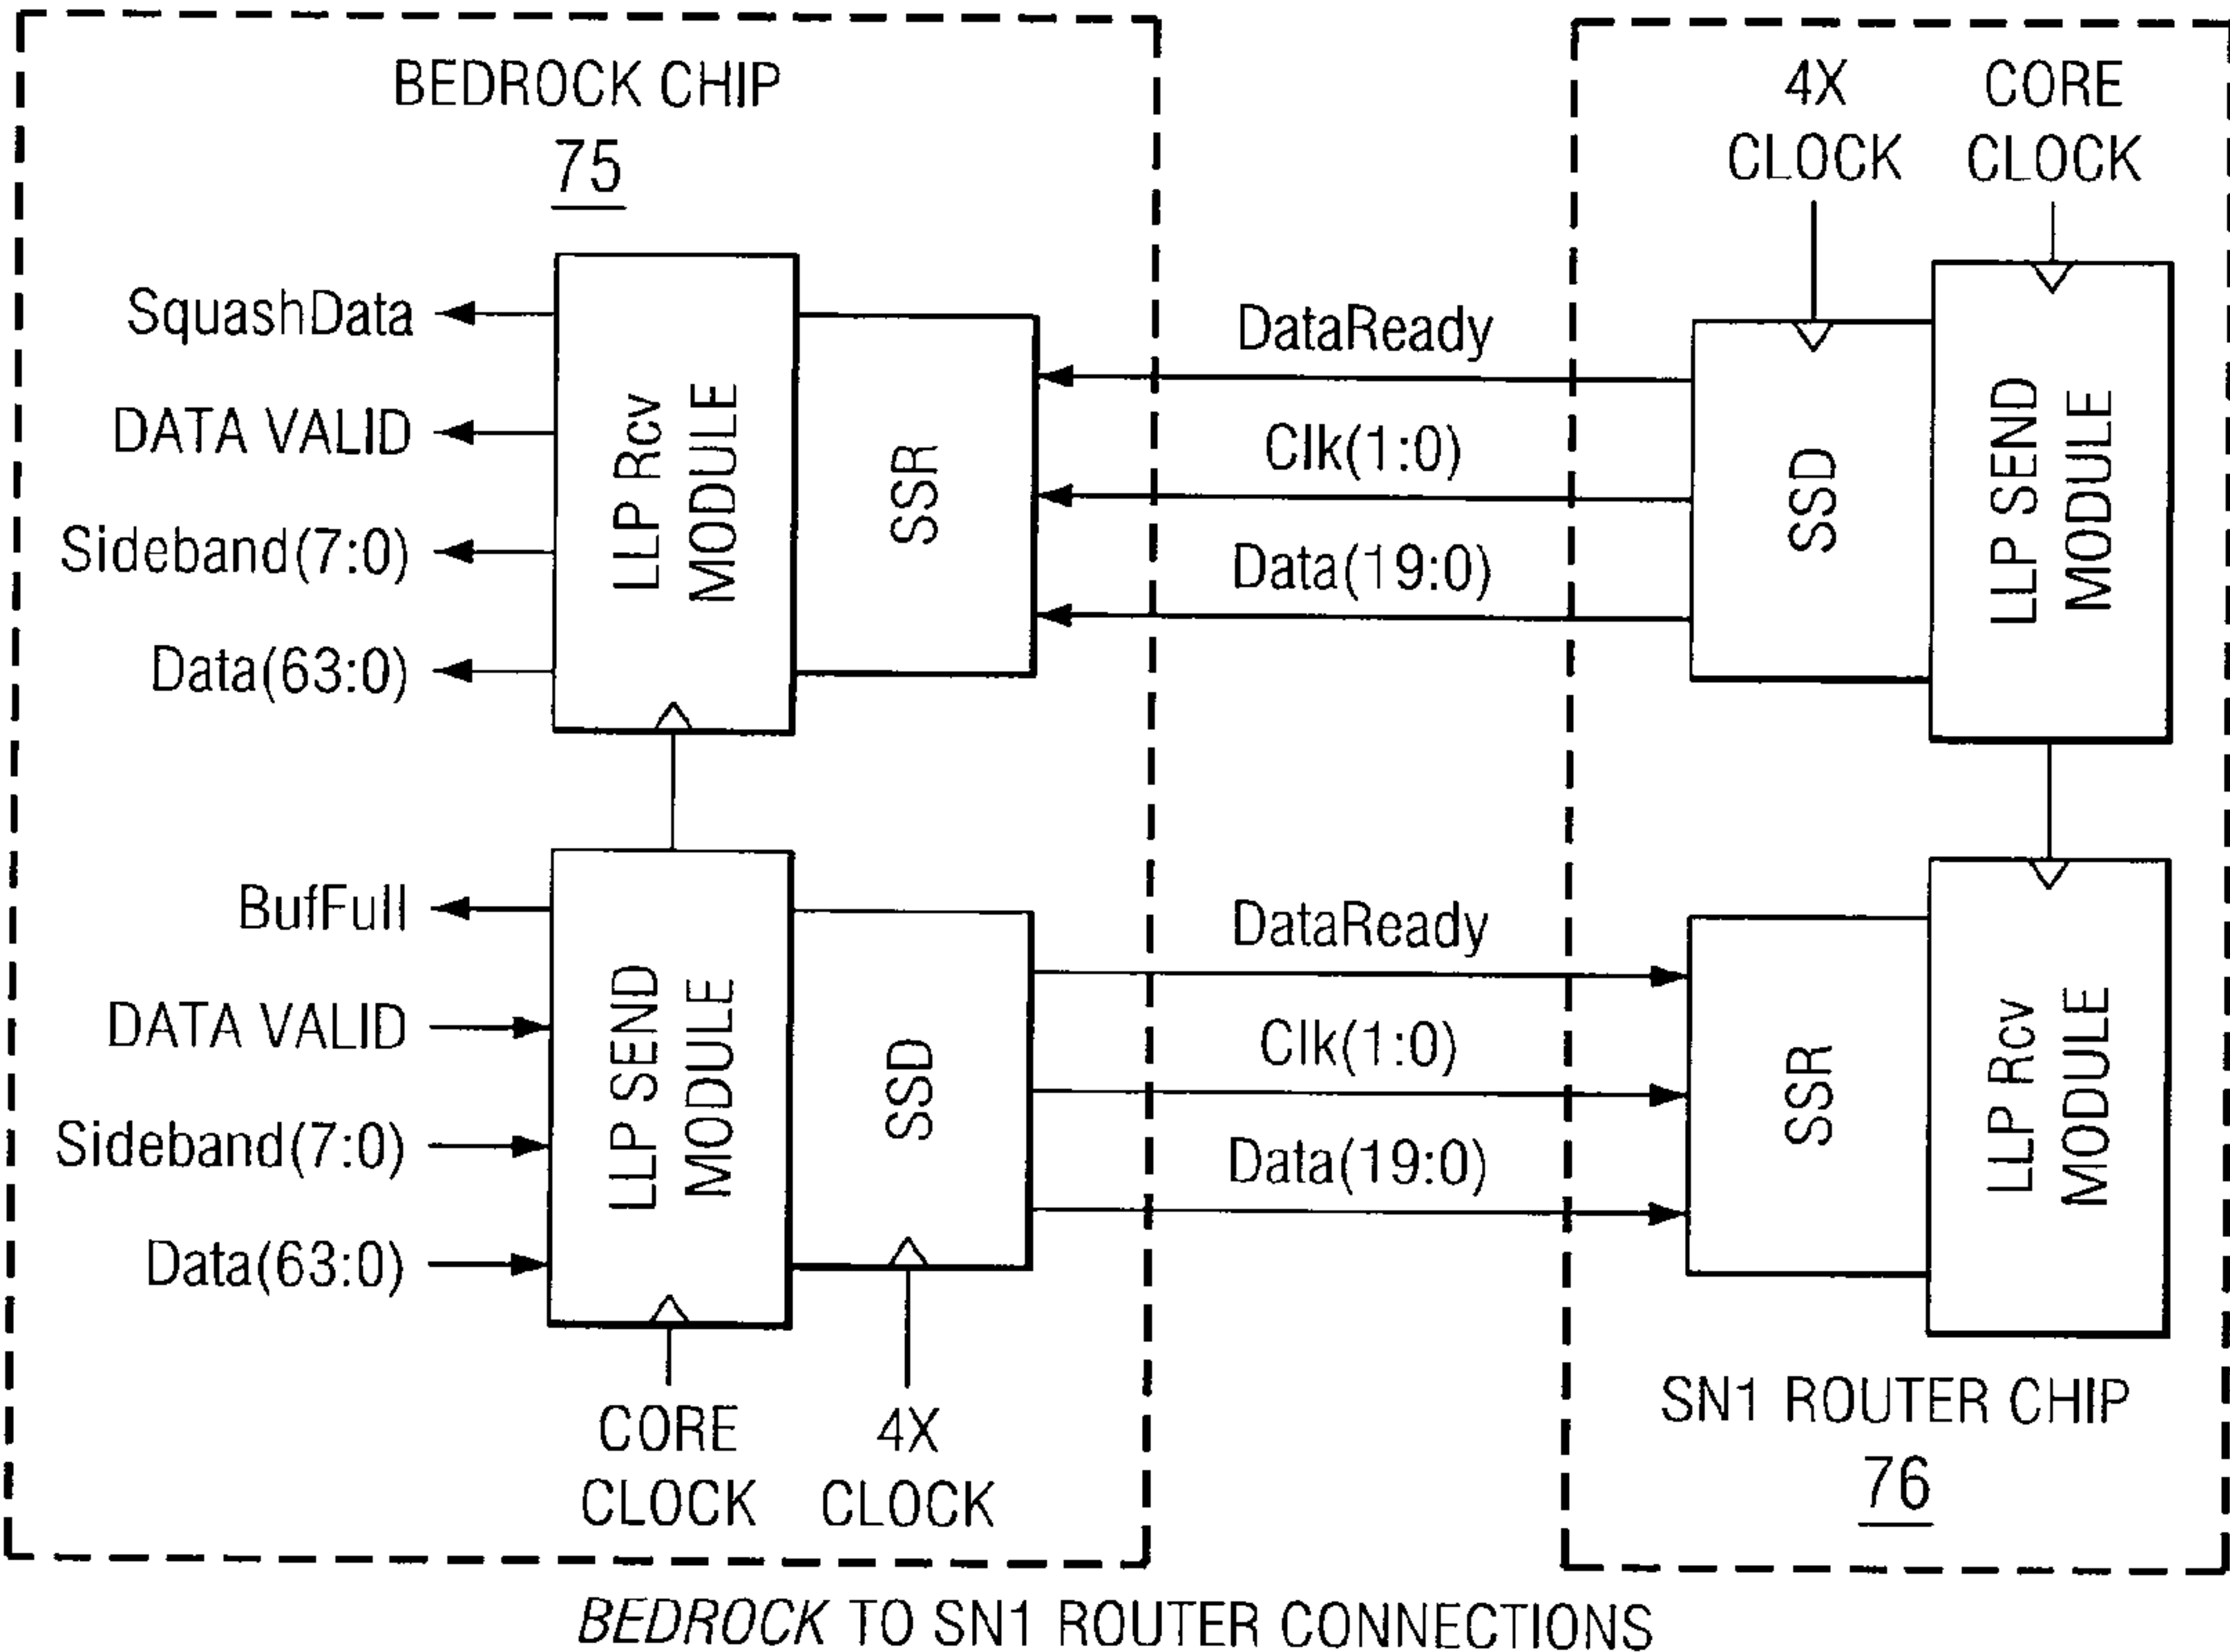 BEDROCK CHIP
75
4X
CLOCK
CORE
CLOCK
SquashData
DATA VALID
Sideband(7:0)
Data(63:0)
LLP Rcv
MODULE
SSR
DataReady
Clk(1:0)
Data(19:0)
SSD
LLP SEND
MODULE
BufFull
DATA VALID
Sideband(7:0)
Data(63:0)
LLP SEND
MODULE
SSD
DataReady
Clk(1:0)
Data(19:0)
SSR
LLP Rcv
MODULE
CORE
CLOCK
4X
CLOCK
SN1 ROUTER CHIP
76
BEDROCK TO SN1 ROUTER CONNECTIONS